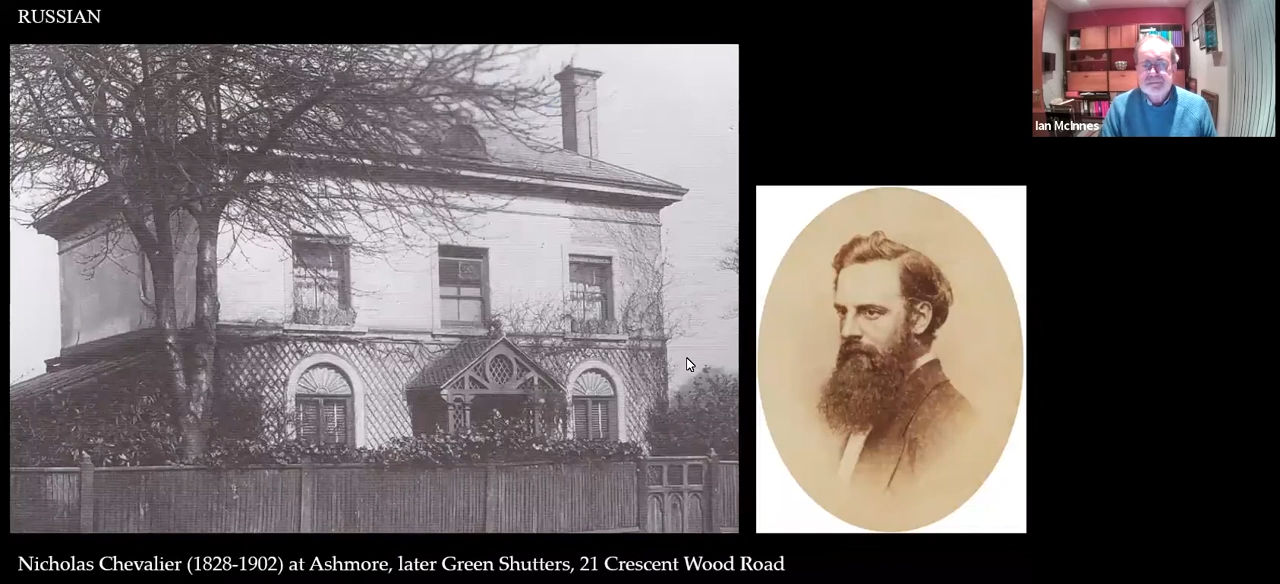 RUSSIAN
Ian McInnes
Nicholas Chevalier (1828-1902) at Ashmore, later Green Shutters, 21 Crescent Wood Road